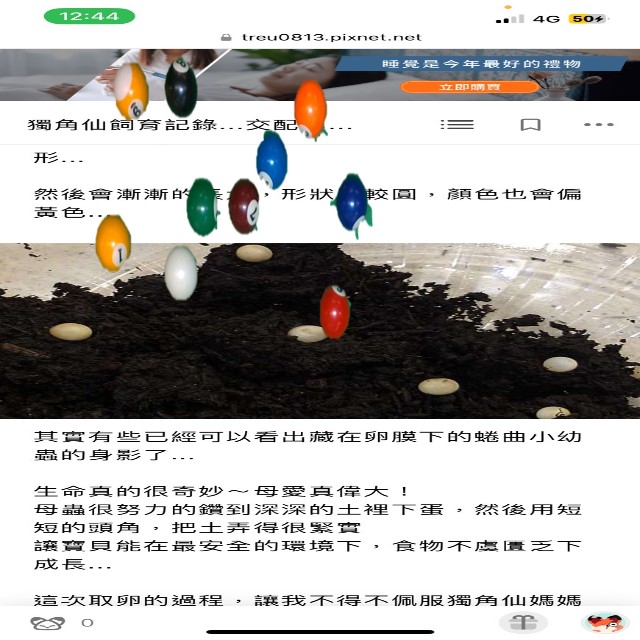 12:44
4G 50
treu0813.pixnet.net
睡覺是今年最好的禮物
立即購買
獨角仙飼育記錄...交配...
形...
然後會漸漸的長大，形狀較圓，顏色也會偏
黃色...
1
其實有些已經可以看出藏在卵膜下的蜷曲小幼
蟲的身影了...
生命真的很奇妙～母愛真偉大！
母蟲很努力的鑽到深深的土裡下蛋，然後用短
短的頭角，把土弄得很緊實
讓寶貝能在最安全的環境下，食物不虞匱乏下
成長...
這次取卵的過程，讓我不得不佩服獨角仙媽媽
0